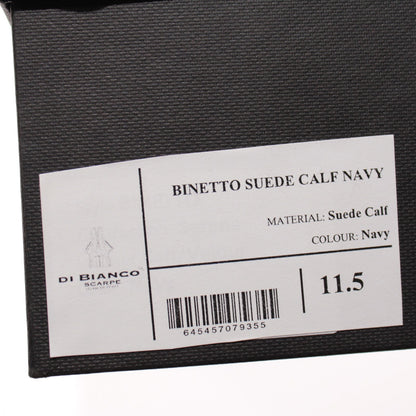 BINETTO SUEDE CALF NAVY
MATERIAL: Suede Calf
COLOUR: Navy
DI BIANCO
SCARPE
11.5
645457079355